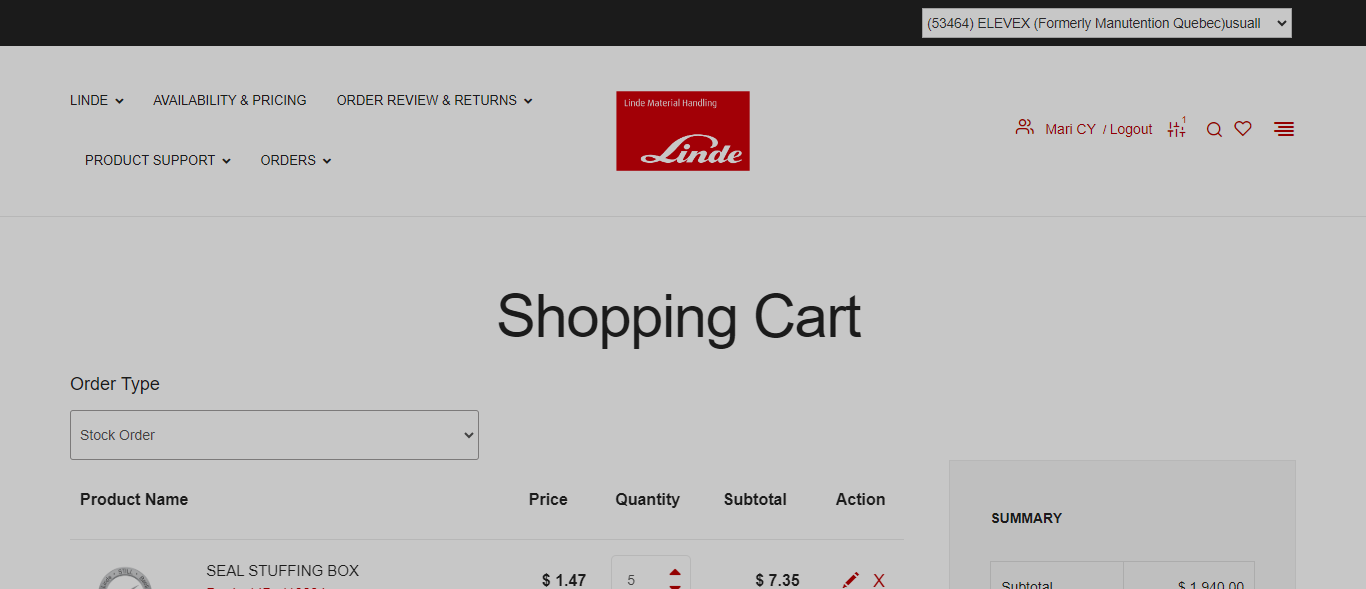 (53464) ELEVEX (Formerly Manutention Quebec)usuall
LINDE
AVAILABILITY & PRICING
ORDER REVIEW & RETURNS
PRODUCT SUPPORT
ORDERS
Linde Material Handling
Linde
Mari CY / Logout
1
Shopping Cart
Order Type
Stock Order
Product Name Price Quantity Subtotal Action
SUMMARY
SEAL STUFFING BOX
$ 1.47 5 $ 7.35 X
Subtotal $ 1,940.00